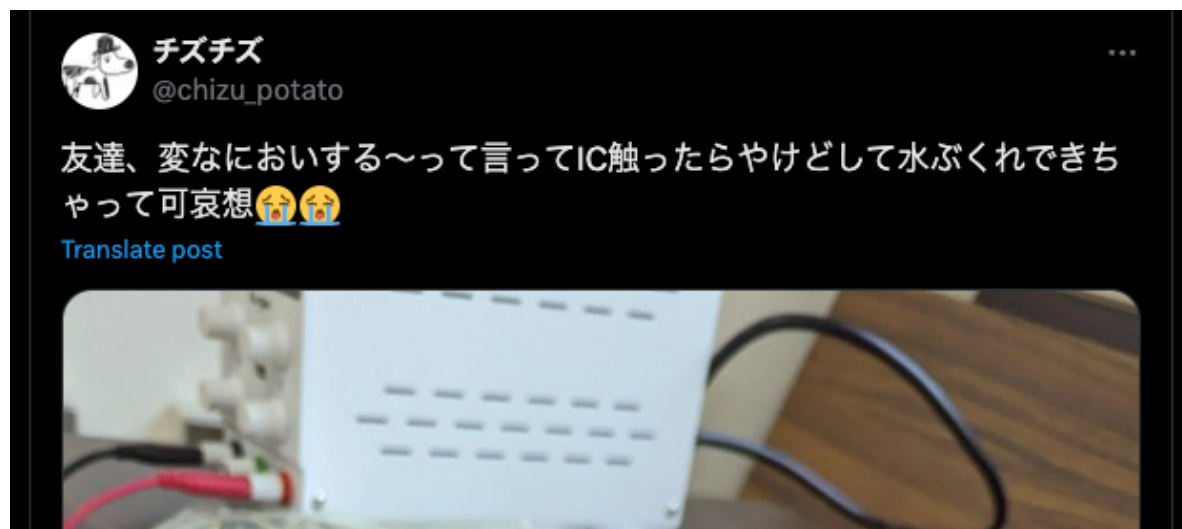 チズチズ
@chizu_potato
友達、変なにおいする〜って言ってIC触ったらやけどして水ぶくれできち
ゃって可哀想😭😭
Translate post